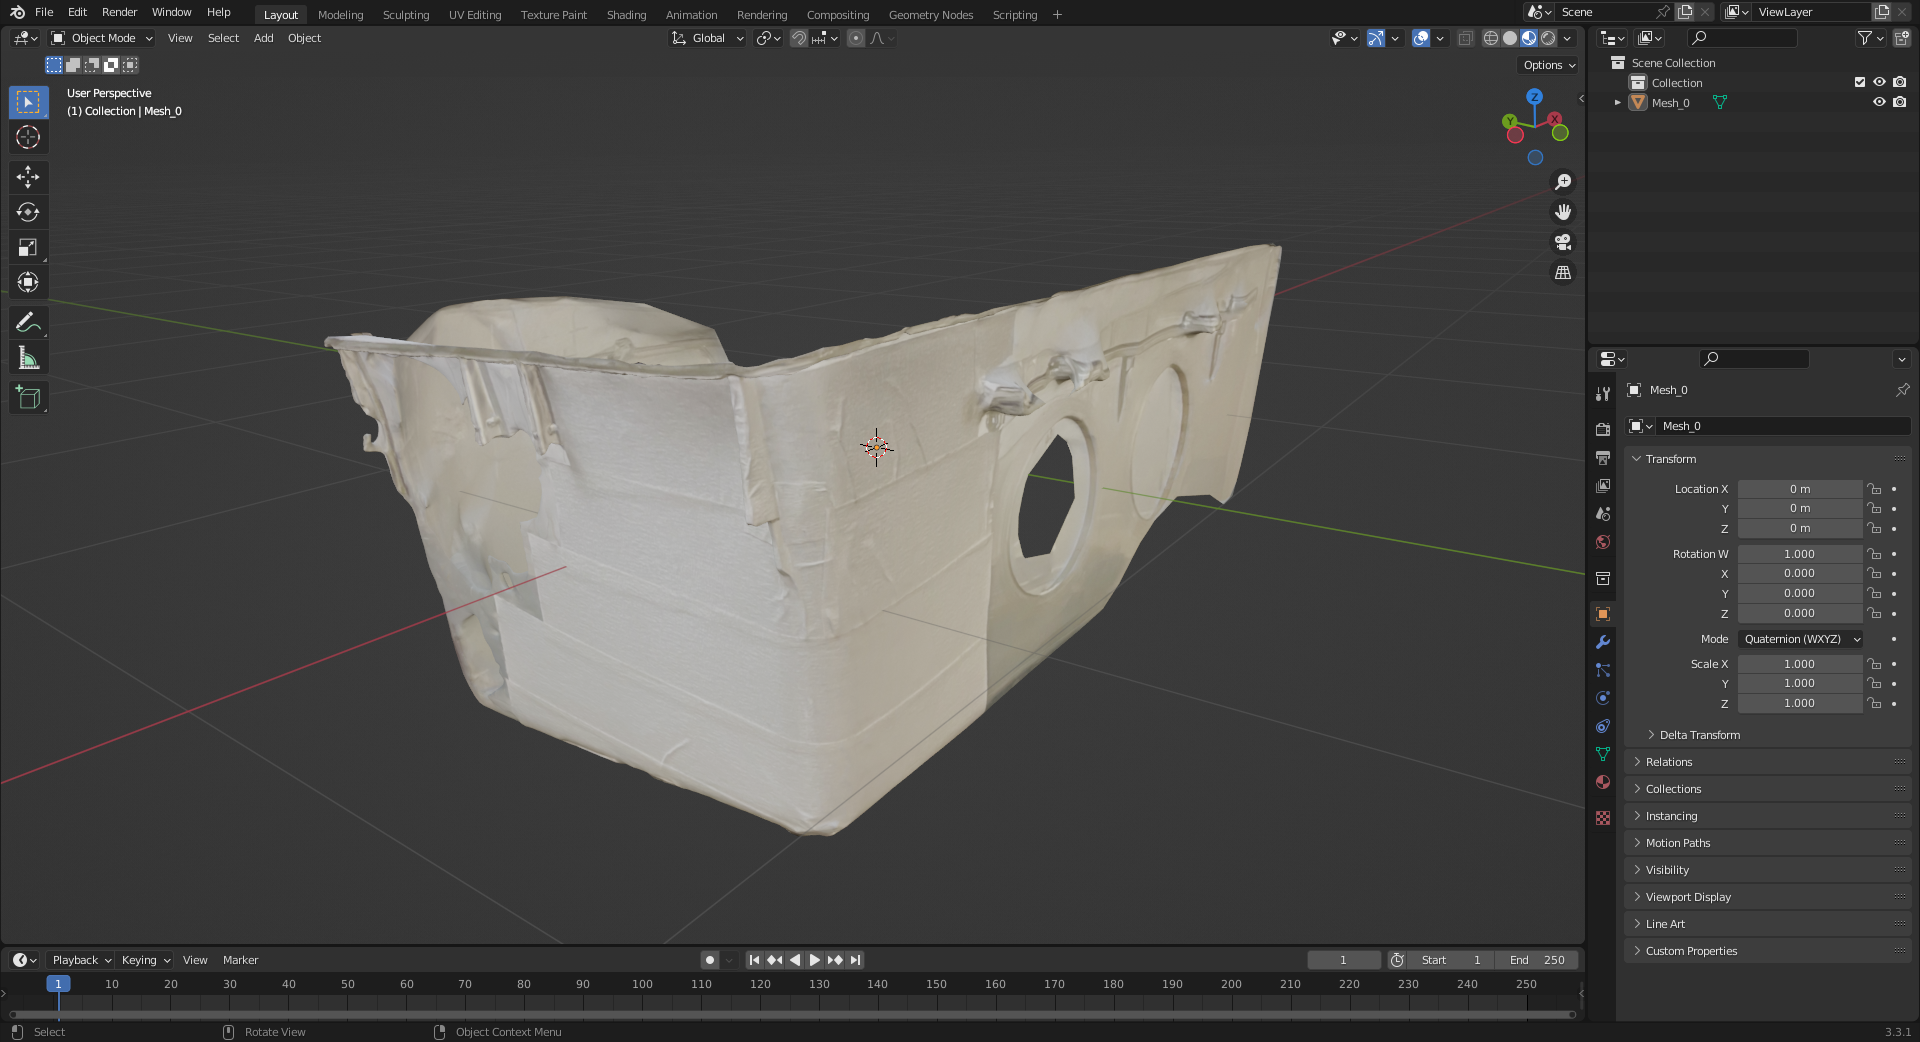 File Edit Render Window Help Layout Modeling Sculpting UV Editing Texture Paint Shading Animation Rendering Compositing Geometry Nodes Scripting + Scene ViewLayer
Object Mode View Select Add Object Global
Options
User Perspective
(1) Collection | Mesh_0
Z
Y X
Scene Collection
Collection
Mesh_0
Mesh_0
Mesh_0
Transform
Location X 0 m
Y 0 m
Z 0 m
Rotation W 1.000
X 0.000
Y 0.000
Z 0.000
Mode Quaternion (WXYZ)
Scale X 1.000
Y 1.000
Z 1.000
Delta Transform
Relations
Collections
Instancing
Motion Paths
Visibility
Viewport Display
Line Art
Custom Properties
Playback Keying View Marker 1 Start 1 End 250
1 10 20 30 40 50 60 70 80 90 100 110 120 130 140 150 160 170 180 190 200 210 220 230 240 250
Select Rotate View Object Context Menu 3.3.1